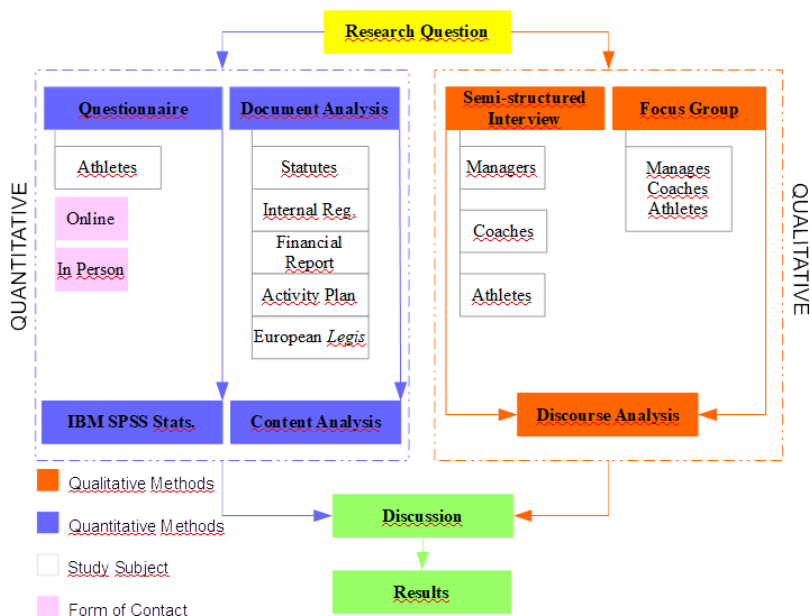 Research Question
QUANTITATIVE
Questionnaire
Athletes
Online
In Person
IBM SPSS Stats.
Document Analysis
Statutes
Internal Reg.
Financial
Report
Activity Plan
European Legis
Content Analysis
Semi-structured
Interview
Managers
Coaches
Athletes
Focus Group
Manages
Coaches
Athletes
Discourse Analysis
QUALITATIVE
Qualitative Methods
Quantitative Methods
Study Subject
Form of Contact
Discussion
Results